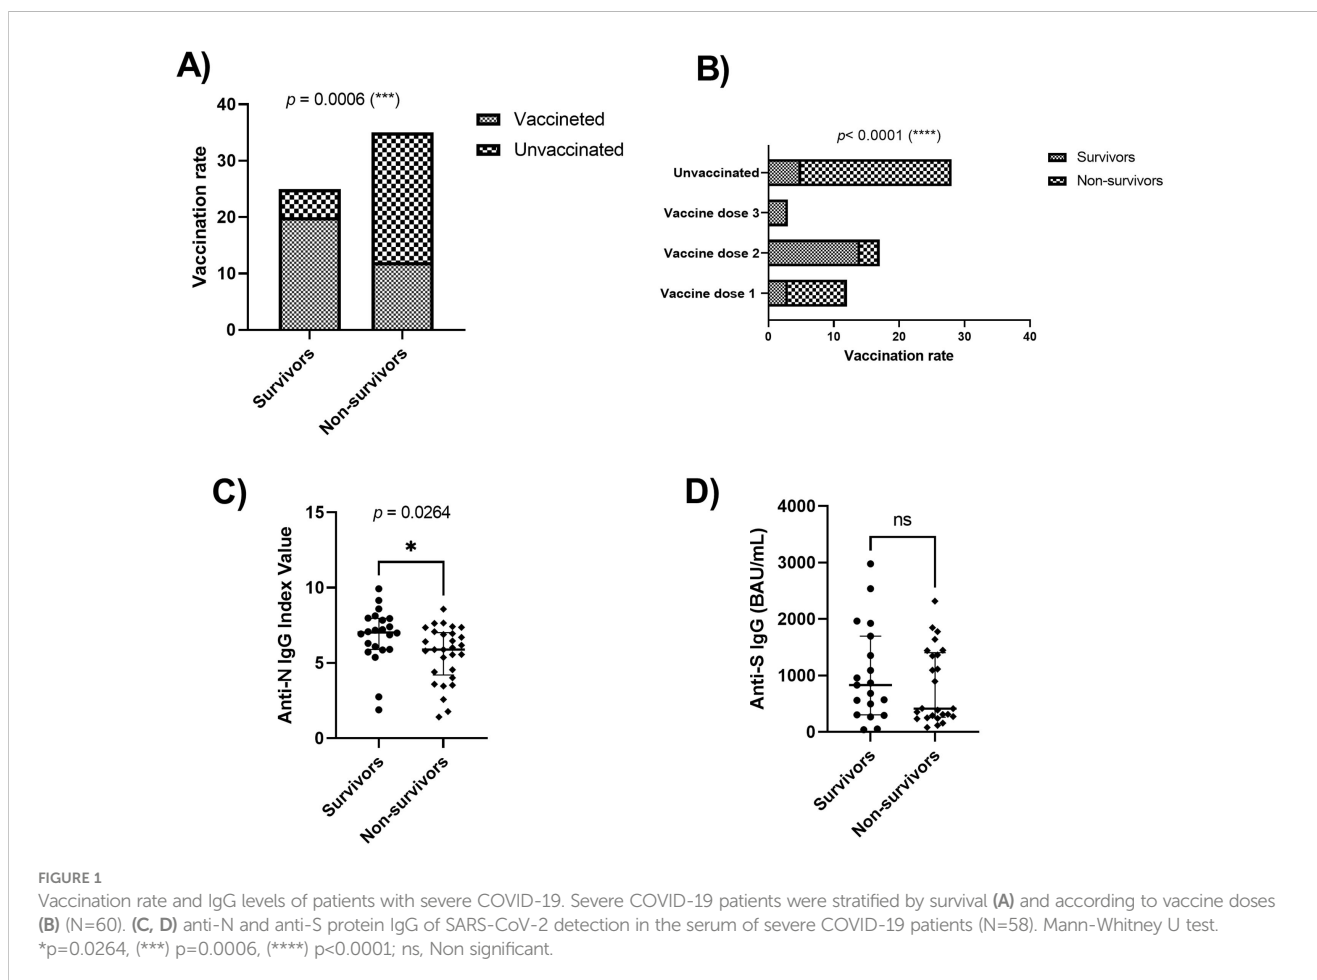 A)
p = 0.0006 (***)
Vaccination rate
40
30
20
10
0
Survivors
Non-survivors
Vaccineted
Unvaccinated
B)
p< 0.0001 (****)
Unvaccinated
Vaccine dose 3
Vaccine dose 2
Vaccine dose 1
0 10 20 30 40
Vaccination rate
Survivors
Non-survivors
C)
p = 0.0264
*
Anti-N IgG Index Value
15
10
5
0
Survivors
Non-survivors
D)
ns
Anti-S IgG (BAU/mL)
4000
3000
2000
1000
0
Survivors
Non-survivors
FIGURE 1
Vaccination rate and IgG levels of patients with severe COVID-19. Severe COVID-19 patients were stratified by survival (A) and according to vaccine doses
(B) (N=60). (C, D) anti-N and anti-S protein IgG of SARS-CoV-2 detection in the serum of severe COVID-19 patients (N=58). Mann-Whitney U test.
*p=0.0264, (***) p=0.0006, (****) p<0.0001; ns, Non significant.